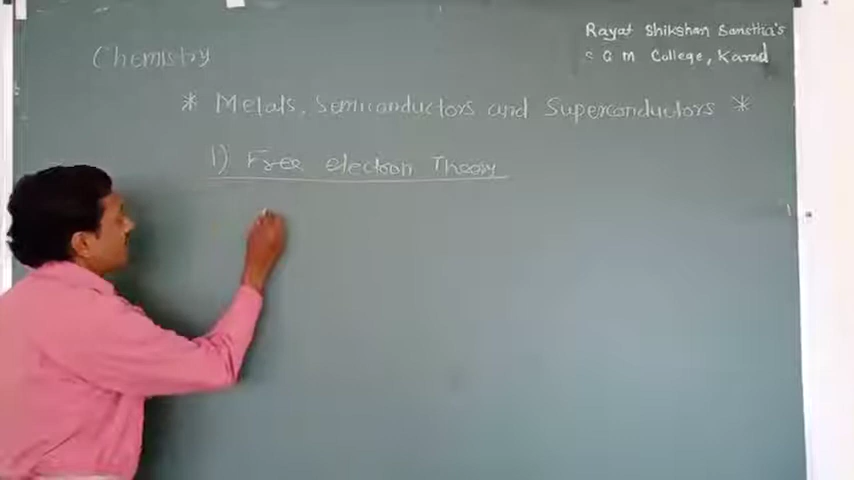 Rayat Shikshan Sanstha's
S G M College, Karad
Chemistry
* Metals, Semiconductors and Superconductors *
1) Free electron Theory